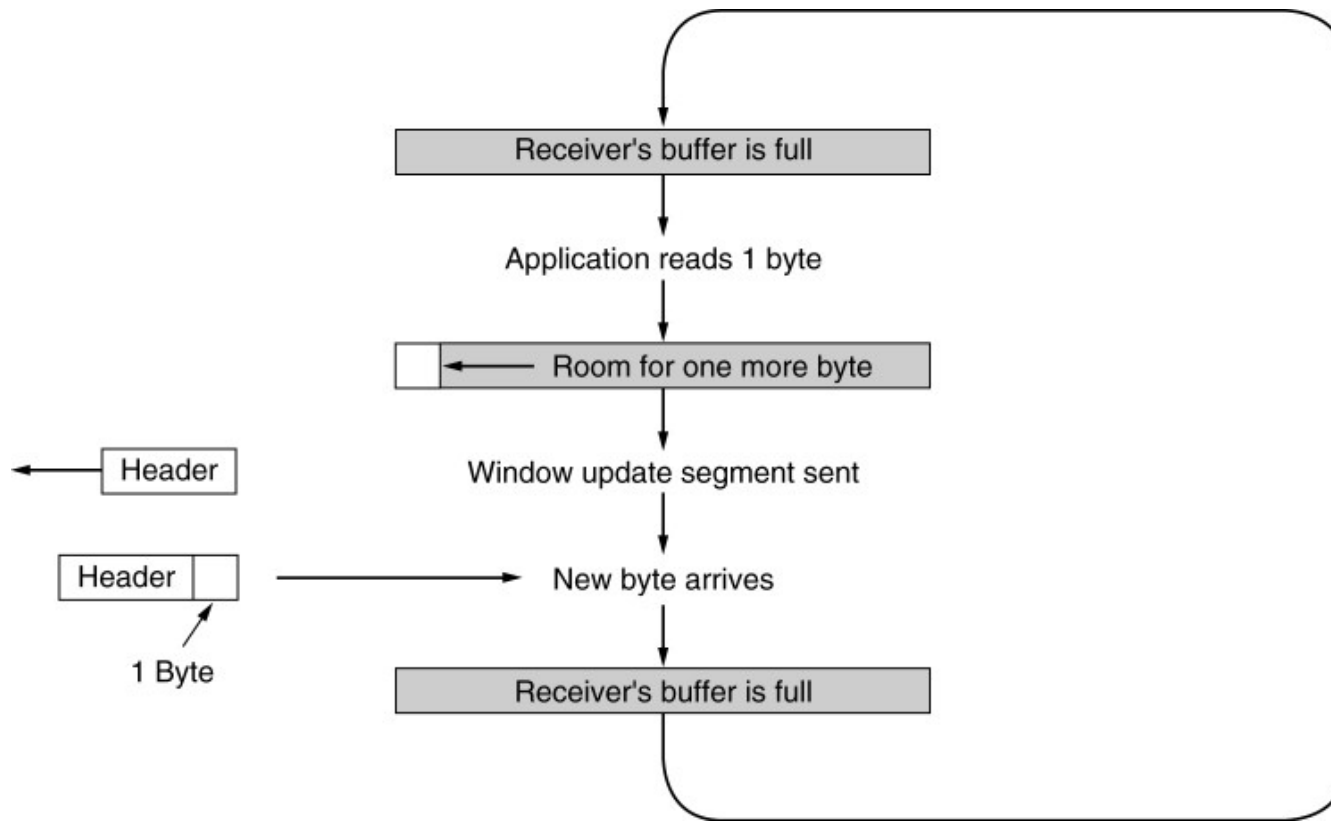 Receiver's buffer is full
Application reads 1 byte
Room for one more byte
Header
Window update segment sent
Header
New byte arrives
1 Byte
Receiver's buffer is full